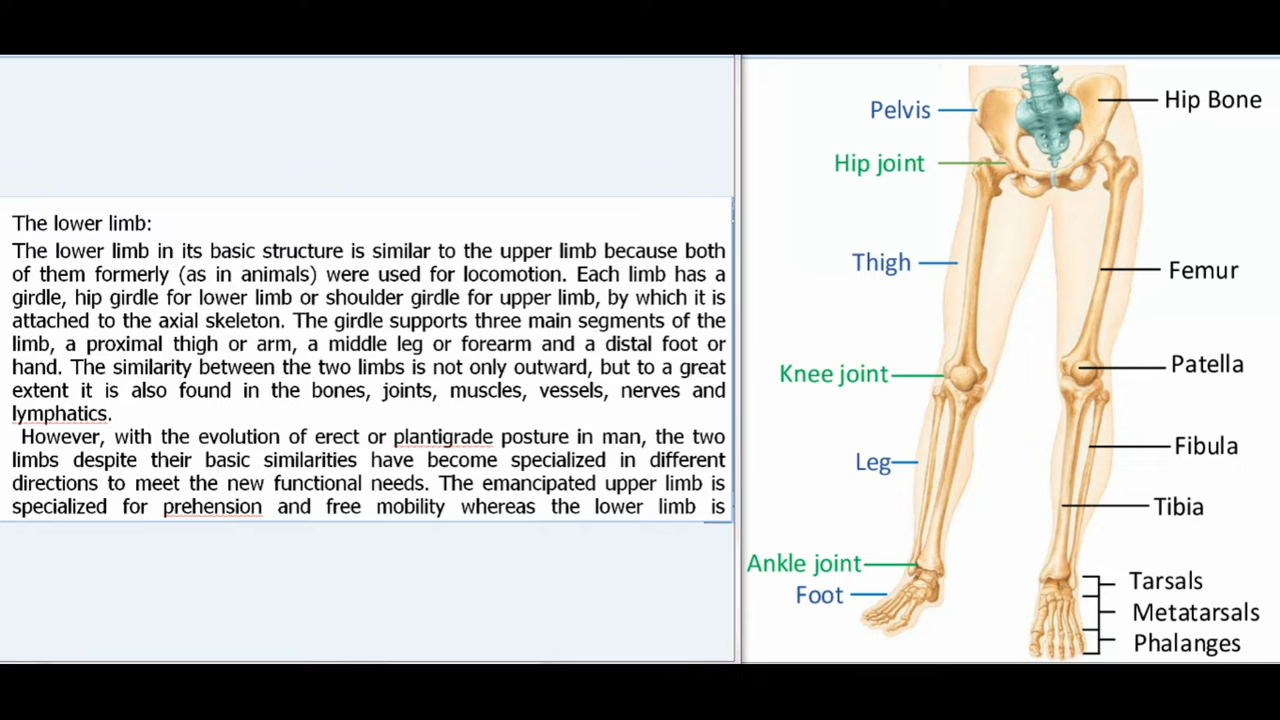 The lower limb:
The lower limb in its basic structure is similar to the upper limb because both
of them formerly (as in animals) were used for locomotion. Each limb has a
girdle, hip girdle for lower limb or shoulder girdle for upper limb, by which it is
attached to the axial skeleton. The girdle supports three main segments of the
limb, a proximal thigh or arm, a middle leg or forearm and a distal foot or
hand. The similarity between the two limbs is not only outward, but to a great
extent it is also found in the bones, joints, muscles, vessels, nerves and
lymphatics.
However, with the evolution of erect or plantigrade posture in man, the two
limbs despite their basic similarities have become specialized in different
directions to meet the new functional needs. The emancipated upper limb is
specialized for prehension and free mobility whereas the lower limb is
Pelvis
Hip joint
Thigh
Knee joint
Leg
Ankle joint
Foot
Hip Bone
Femur
Patella
Fibula
Tibia
Tarsals
Metatarsals
Phalanges